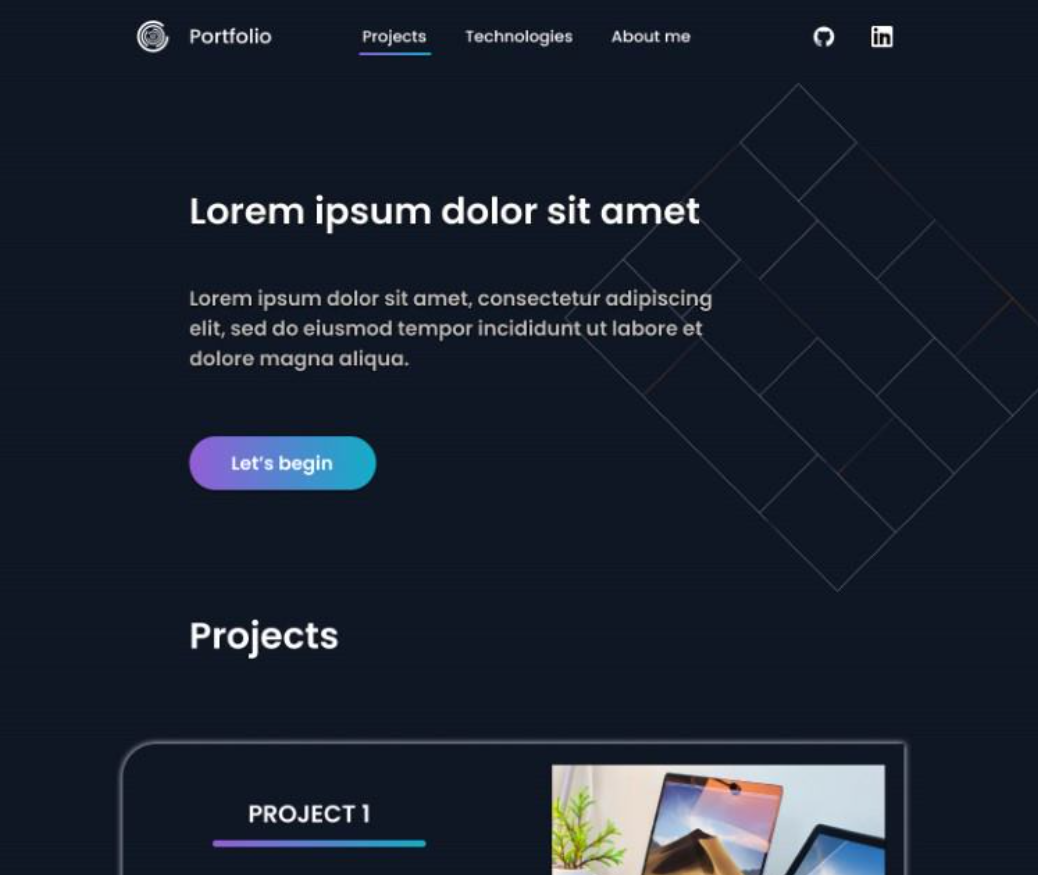 Portfolio
Projects
Technologies
About me
in
Lorem ipsum dolor sit amet
Lorem ipsum dolor sit amet, consectetur adipiscing
elit, sed do eiusmod tempor incididunt ut labore et
dolore magna aliqua.
Let’s begin
Projects
PROJECT 1